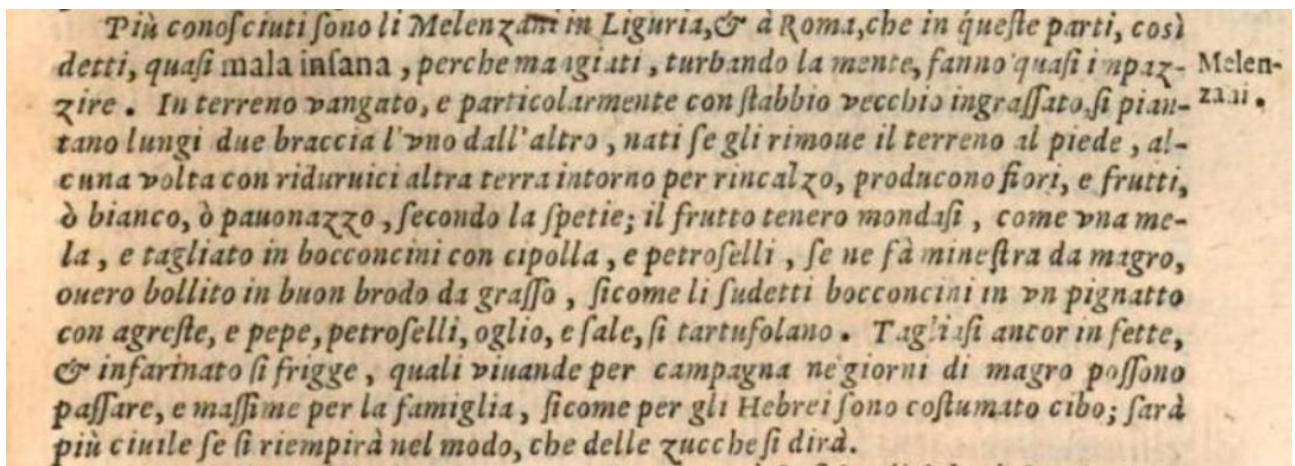 Più conoſciuti ſono li Melenzani in Liguria,& à Roma,che in queſte parti, così
detti, quaſi mala inſana , perche mangiati , turbando la mente, fanno quaſi impaz-
zire . In terreno vangato, e particolarmente con ſtabbio vecchio ingraſſato,ſi pian-
tano lungi due braccia l'vno dall'altro , nati ſe gli rimoue il terreno al piede , al-
cuna volta con riduruici altra terra intorno per rincalzo, producono fiori, e frutti,
ò bianco, ò pauonazzo , ſecondo la ſpetie; il frutto tenero mondaſi , come vna me-
la , e tagliato in bocconcini con cipolla , e petroſelli , ſe ne fà mineſtra da magro,
ouero bollito in buon brodo da graſſo , ſicome li ſudetti bocconcini in vn pignatto
con agreſte, e pepe, petroſelli, oglio, e ſale, ſi tartufolano . Tagliaſi ancor in fette,
& infarinato ſi frigge , quali viuande per campagna ne giorni di magro poſſono
paſſare, e maſſime per la famiglia , ſicome per gli Hebrei ſono coſtumato cibo; ſarà
più ciuile ſe ſi riempirà nel modo, che delle zucche ſi dirà.
Melen-
zani .